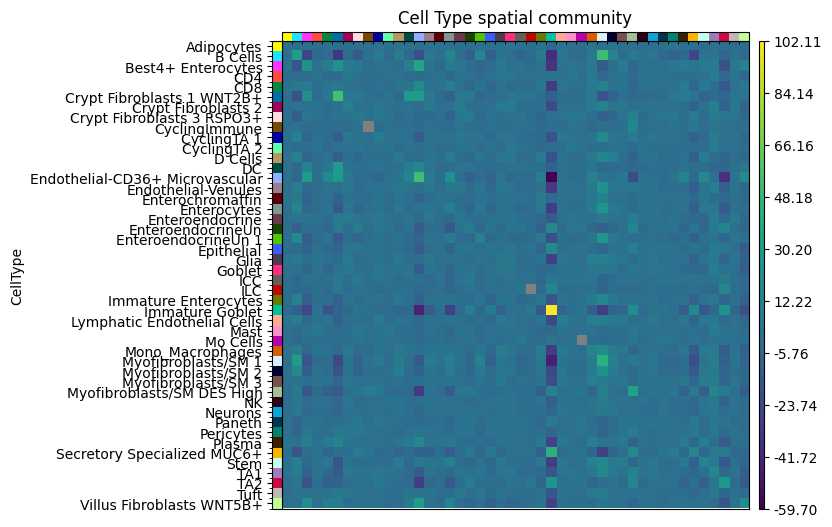 Cell Type spatial community
CellType
Adipocytes
B Cells
Best4+ Enterocytes
CD4
CD8
Crypt Fibroblasts 1 WNT2B+
Crypt Fibroblasts 2
Crypt Fibroblasts 3 RSPO3+
CyclingImmune
CyclingTA 1
CyclingTA 2
D Cells
DC
Endothelial-CD36+ Microvascular
Endothelial-Venules
Enterochromaffin
Enterocytes
Enteroendocrine
EnteroendocrineUn
EnteroendocrineUn 1
Epithelial
Glia
Goblet
ICC
ILC
Immature Enterocytes
Immature Goblet
Lymphatic Endothelial Cells
Mast
Mo Cells
Mono_Macrophages
Myofibroblasts/SM 1
Myofibroblasts/SM 2
Myofibroblasts/SM 3
Myofibroblasts/SM DES High
NK
Neurons
Paneth
Pericytes
Plasma
Secretory Specialized MUC6+
Stem
TA1
TA2
Tuft
Villus Fibroblasts WNT5B+
102.11
84.14
66.16
48.18
30.20
12.22
-5.76
-23.74
-41.72
-59.70